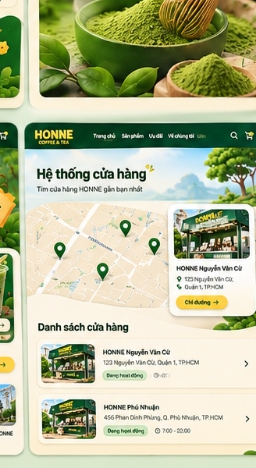 HONNE
COFFEE & TEA
Trang chủ Sản phẩm Ưu đãi Về chúng tôi
Hệ thống cửa hàng
Tìm cửa hàng HONNE gần bạn nhất
HONNE Nguyễn Văn Cừ
123 Nguyễn Văn Cừ,
Quận 1, TP.HCM
Chỉ đường →
Danh sách cửa hàng
HONNE Nguyễn Văn Cừ
122 Nguyễn Văn Cừ, Quận 1, TP.HCM
Đang hoạt động
HONNE Phú Nhuận
456 Phan Đình Phùng, Q. Phú Nhuận, TP.HCM
Đang hoạt động 7:00 - 22:00